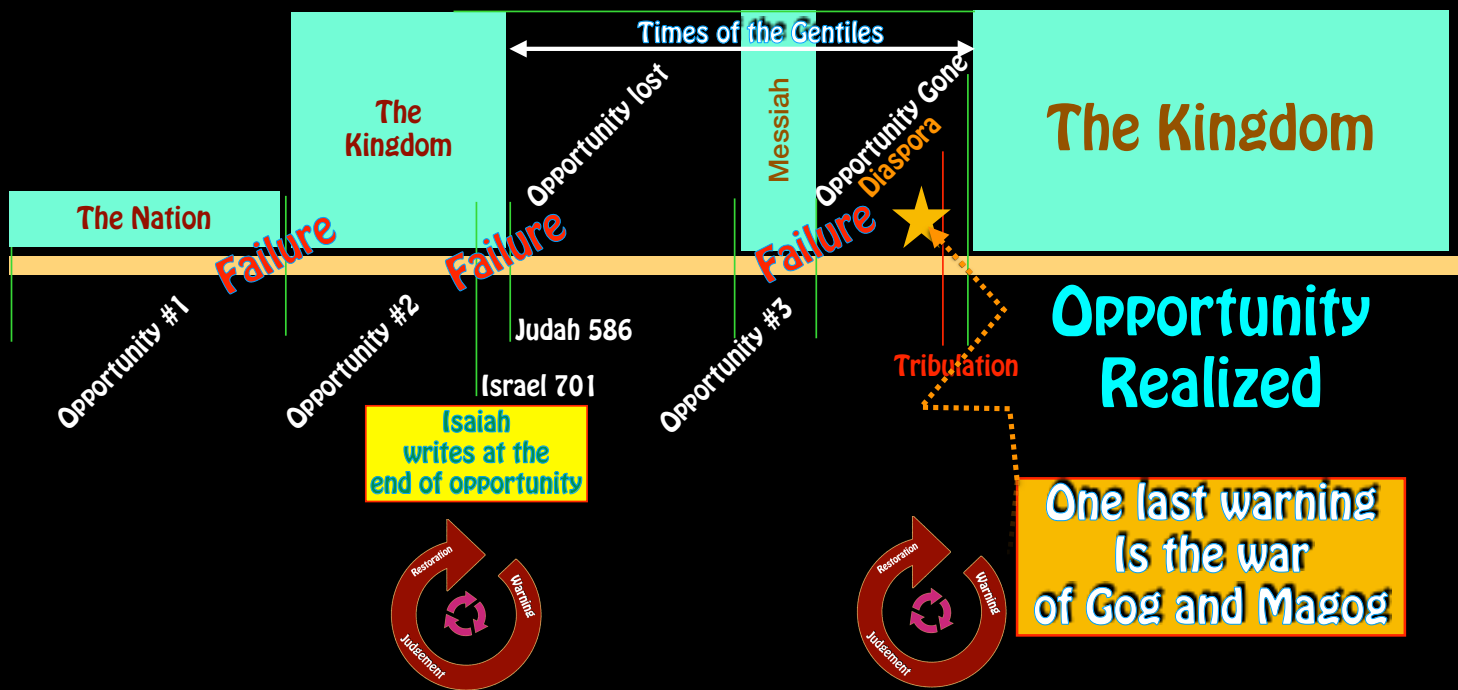 Times of the Gentiles
The
Kingdom
Opportunity lost
Messiah
Opportunity Gone
Diaspora
The Kingdom
The Nation
Failure
Failure
Failure
Opportunity #1
Opportunity #2
Judah 586
Israel 701
Opportunity #3
Tribulation
Opportunity
Realized
Isaiah
writes at the
end of opportunity
One last warning
Is the war
of Gog and Magog
Restoration
Warning
Judgement
Restoration
Warning
Judgement